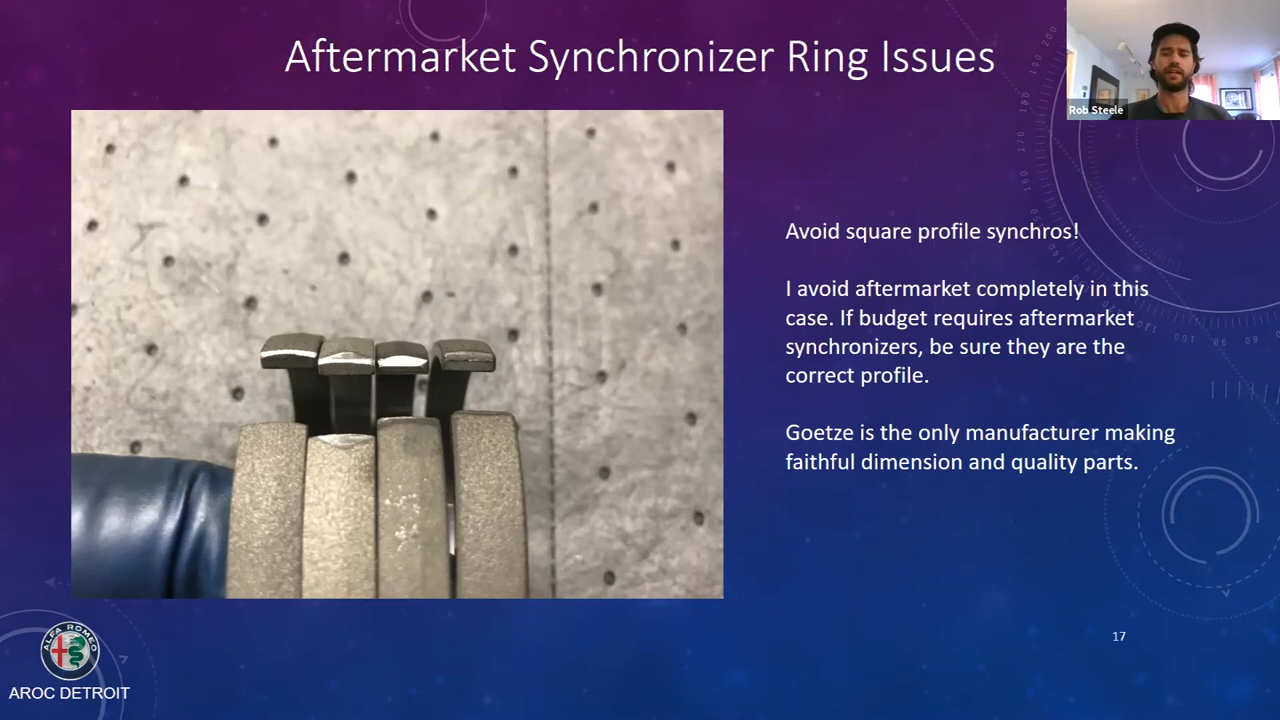 Aftermarket Synchronizer Ring Issues
Rob Steele
Avoid square profile synchros!
I avoid aftermarket completely in this
case. If budget requires aftermarket
synchronizers, be sure they are the
correct profile.
Goetze is the only manufacturer making
faithful dimension and quality parts.
17
ALFA ROMEO
AROC DETROIT